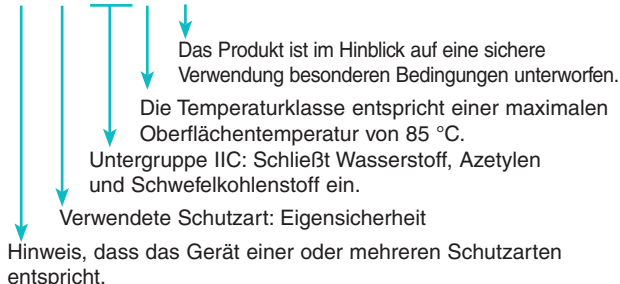 Das Produkt ist im Hinblick auf eine sichere
Verwendung besonderen Bedingungen unterworfen.
Die Temperaturklasse entspricht einer maximalen
Oberflächentemperatur von 85 °C.
Untergruppe IIC: Schließt Wasserstoff, Azetylen
und Schwefelkohlenstoff ein.
Verwendete Schutzart: Eigensicherheit
Hinweis, dass das Gerät einer oder mehreren Schutzarten
entspricht.